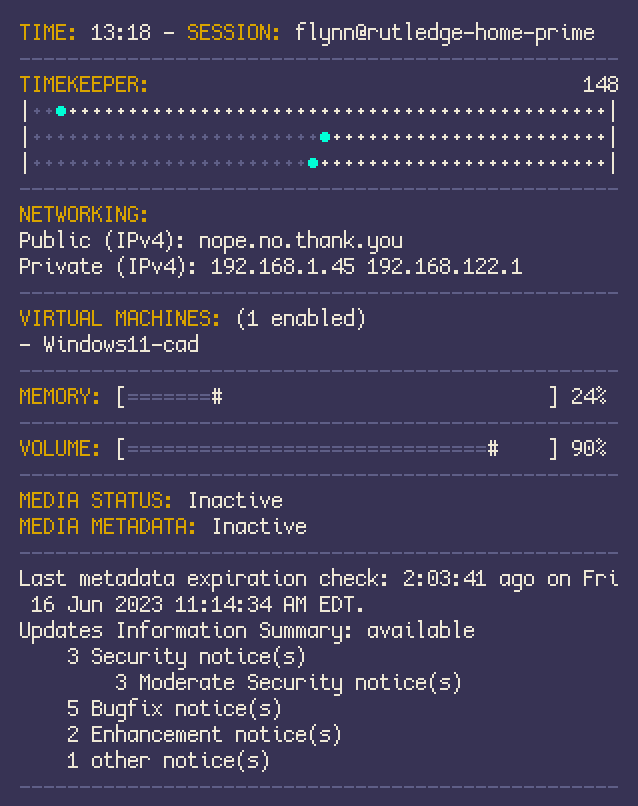 TIME: 13:18 - SESSION: flynn@rutledge-home-prime
TIMEKEEPER: 148
NETWORKING:
Public (IPv4): nope.no.thank.you
Private (IPv4): 192.168.1.45 192.168.122.1
VIRTUAL MACHINES: (1 enabled)
- Windows11-cad
MEMORY: [=======# ] 24%
VOLUME: [==============================# ] 90%
MEDIA STATUS: Inactive
MEDIA METADATA: Inactive
Last metadata expiration check: 2:03:41 ago on Fri
16 Jun 2023 11:14:34 AM EDT.
Updates Information Summary: available
3 Security notice(s)
3 Moderate Security notice(s)
5 Bugfix notice(s)
2 Enhancement notice(s)
1 other notice(s)